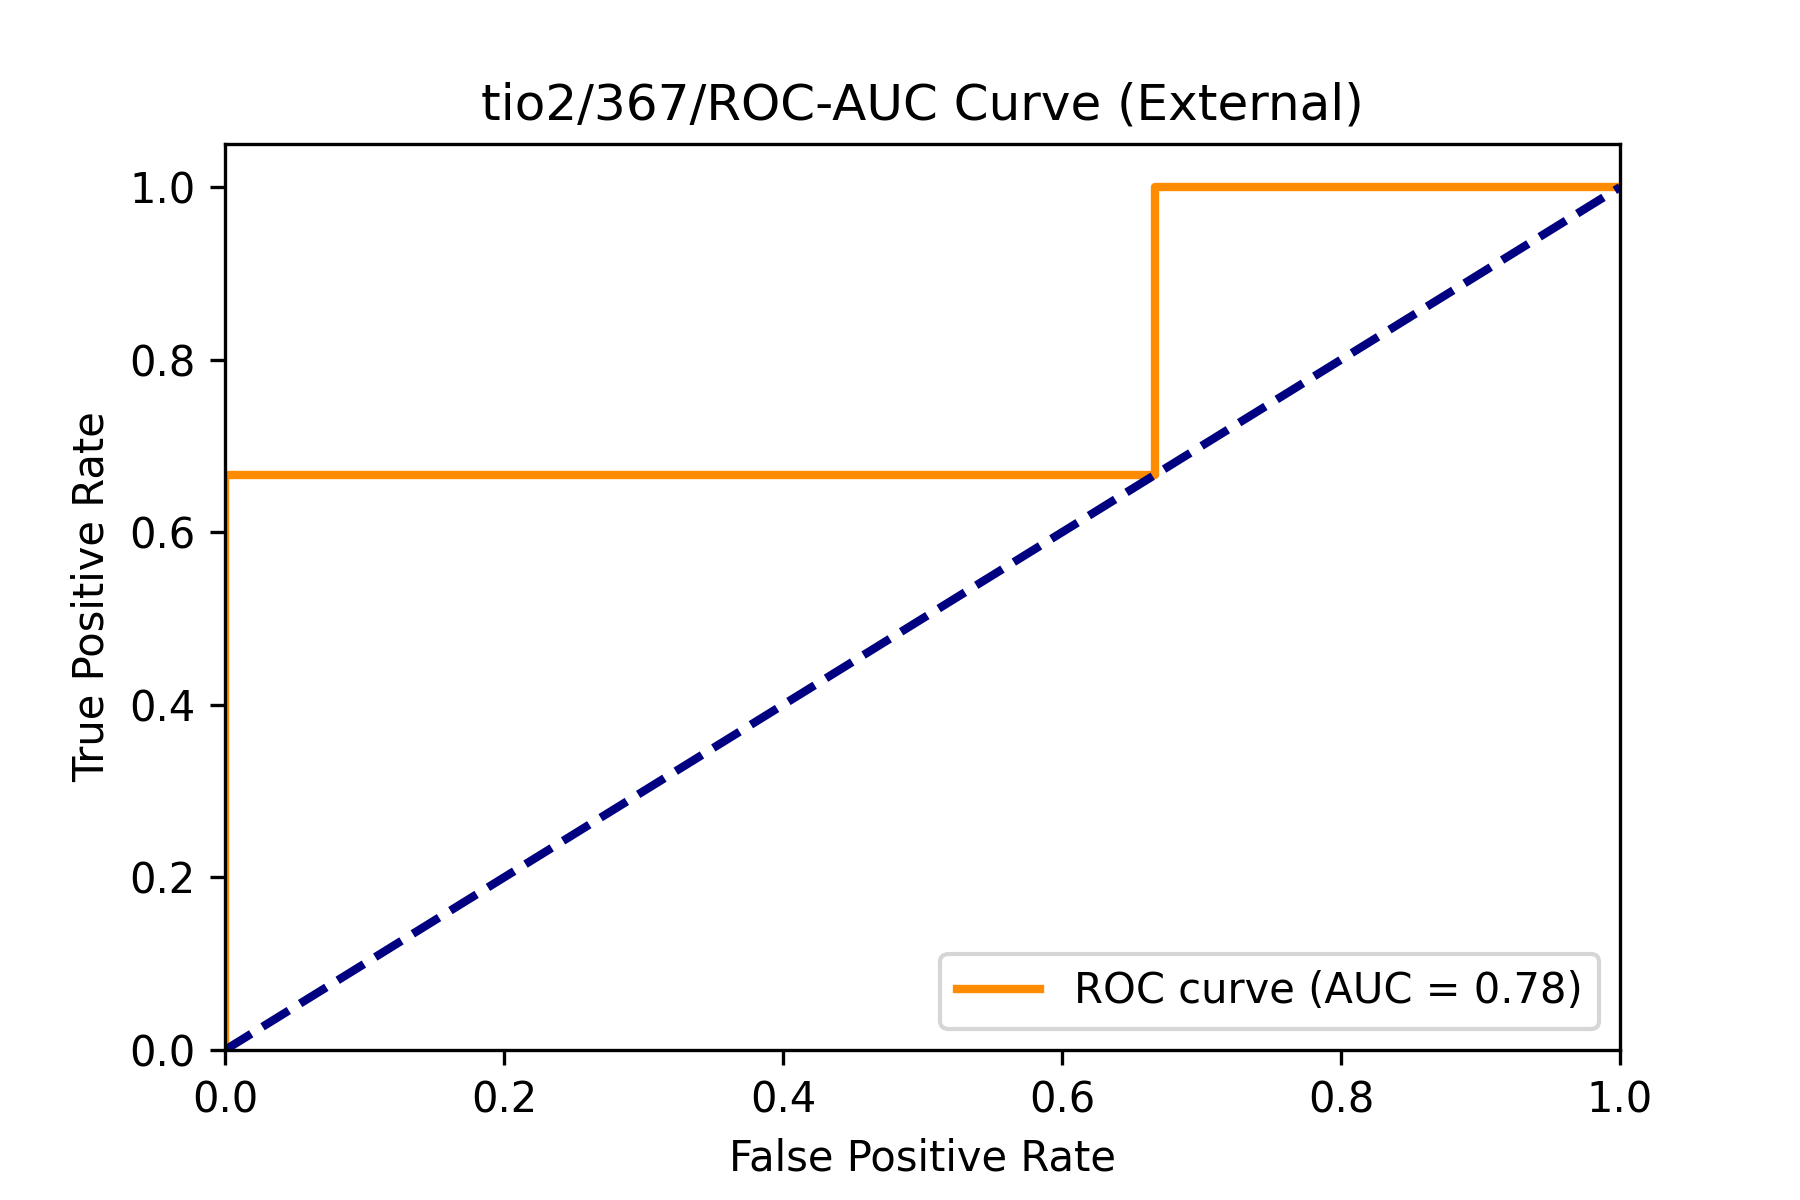 tio2/367/ROC-AUC Curve (External)
True Positive Rate
1.0
0.8
0.6
0.4
0.2
0.0
ROC curve (AUC = 0.78)
0.0 0.2 0.4 0.6 0.8 1.0
False Positive Rate